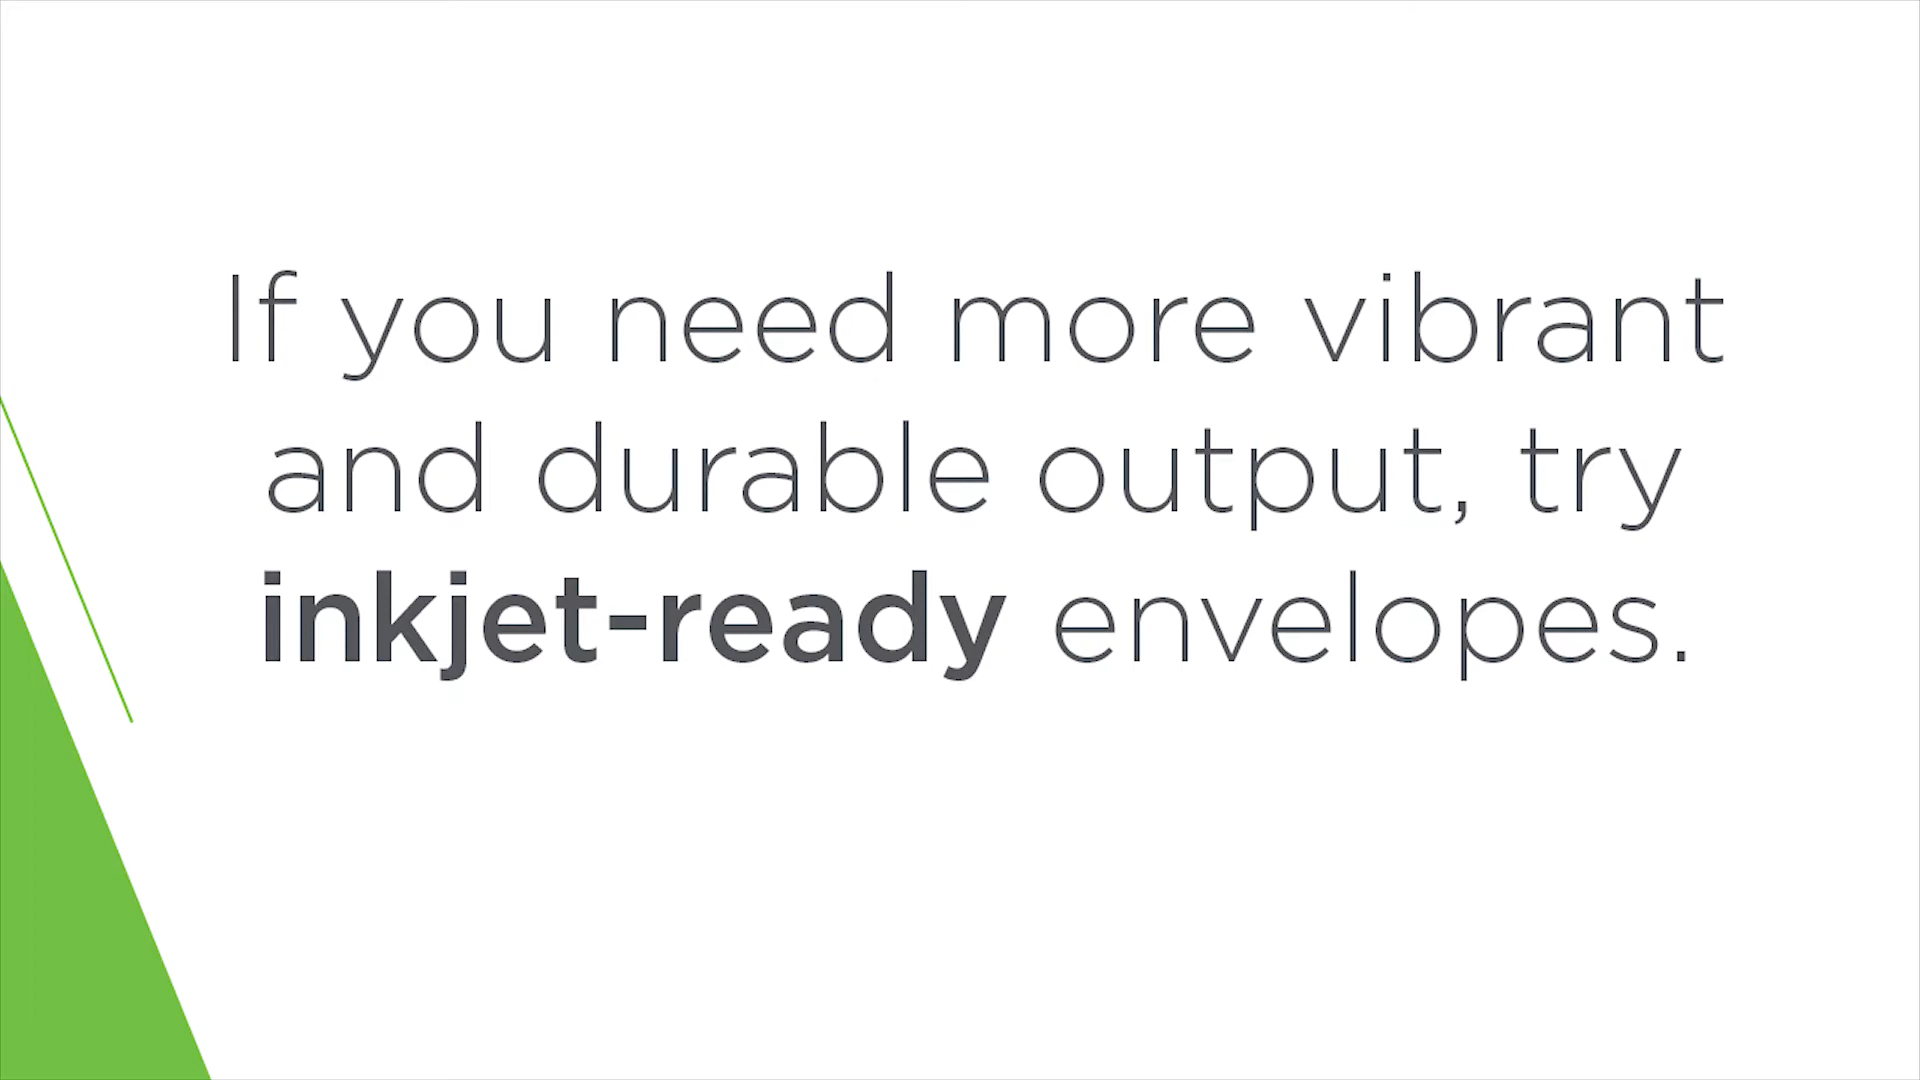 If you need more vibrant
and durable output, try
inkjet-ready envelopes.